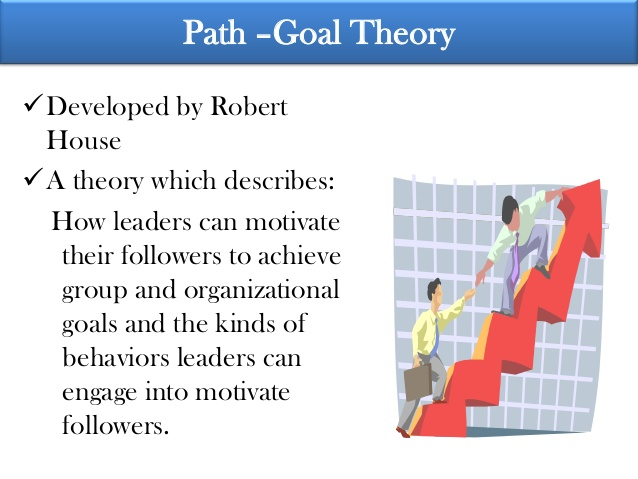 Path –Goal Theory
✓Developed by Robert
House
✓A theory which describes:
How leaders can motivate
their followers to achieve
group and organizational
goals and the kinds of
behaviors leaders can
engage into motivate
followers.